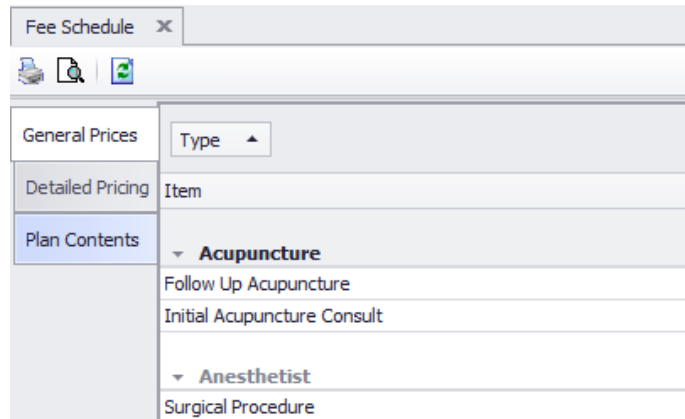 Fee Schedule
General Prices
Type
Detailed Pricing
Item
Plan Contents
Acupuncture
Follow Up Acupuncture
Initial Acupuncture Consult
Anesthetist
Surgical Procedure